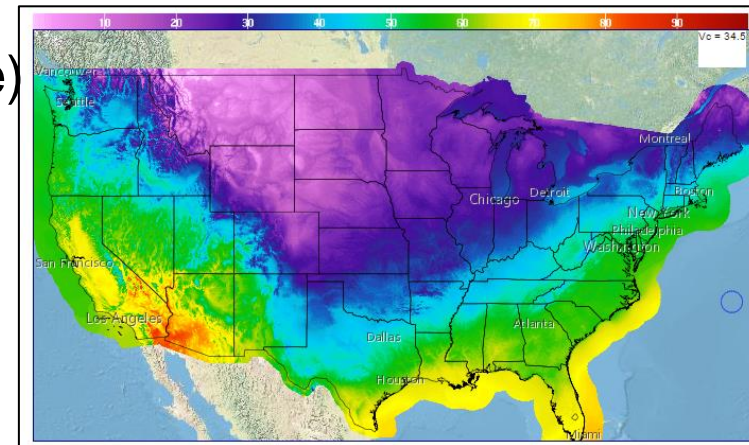 10 20 30 40 50 60 70 80 90
Vc = 34.5
e)
Vancouver
Seattle
Montreal
Chicago Detroit Boston
New York
Philadelphia
Washington
San Francisco
Los Angeles
Atlanta
Dallas
Houston
Miami